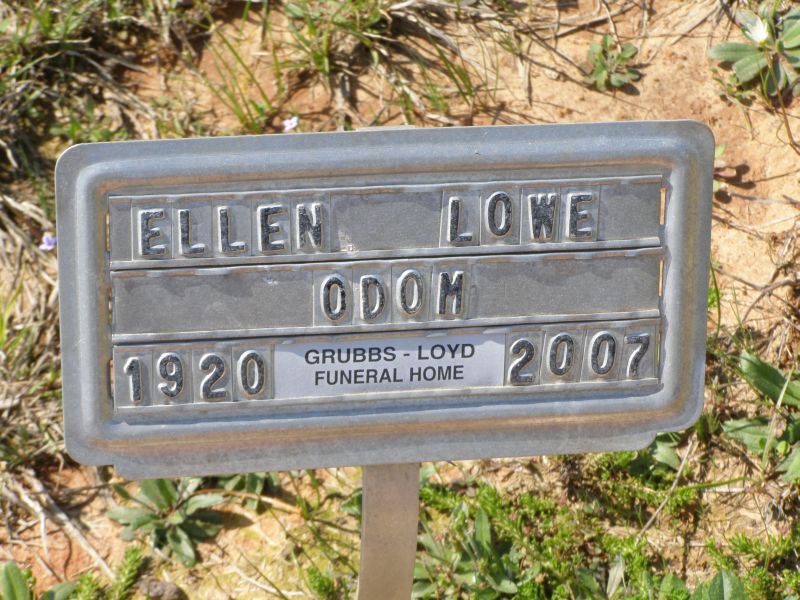 ELLEN LOWE
ODOM
1920 GRUBBS - LOYD FUNERAL HOME 2007